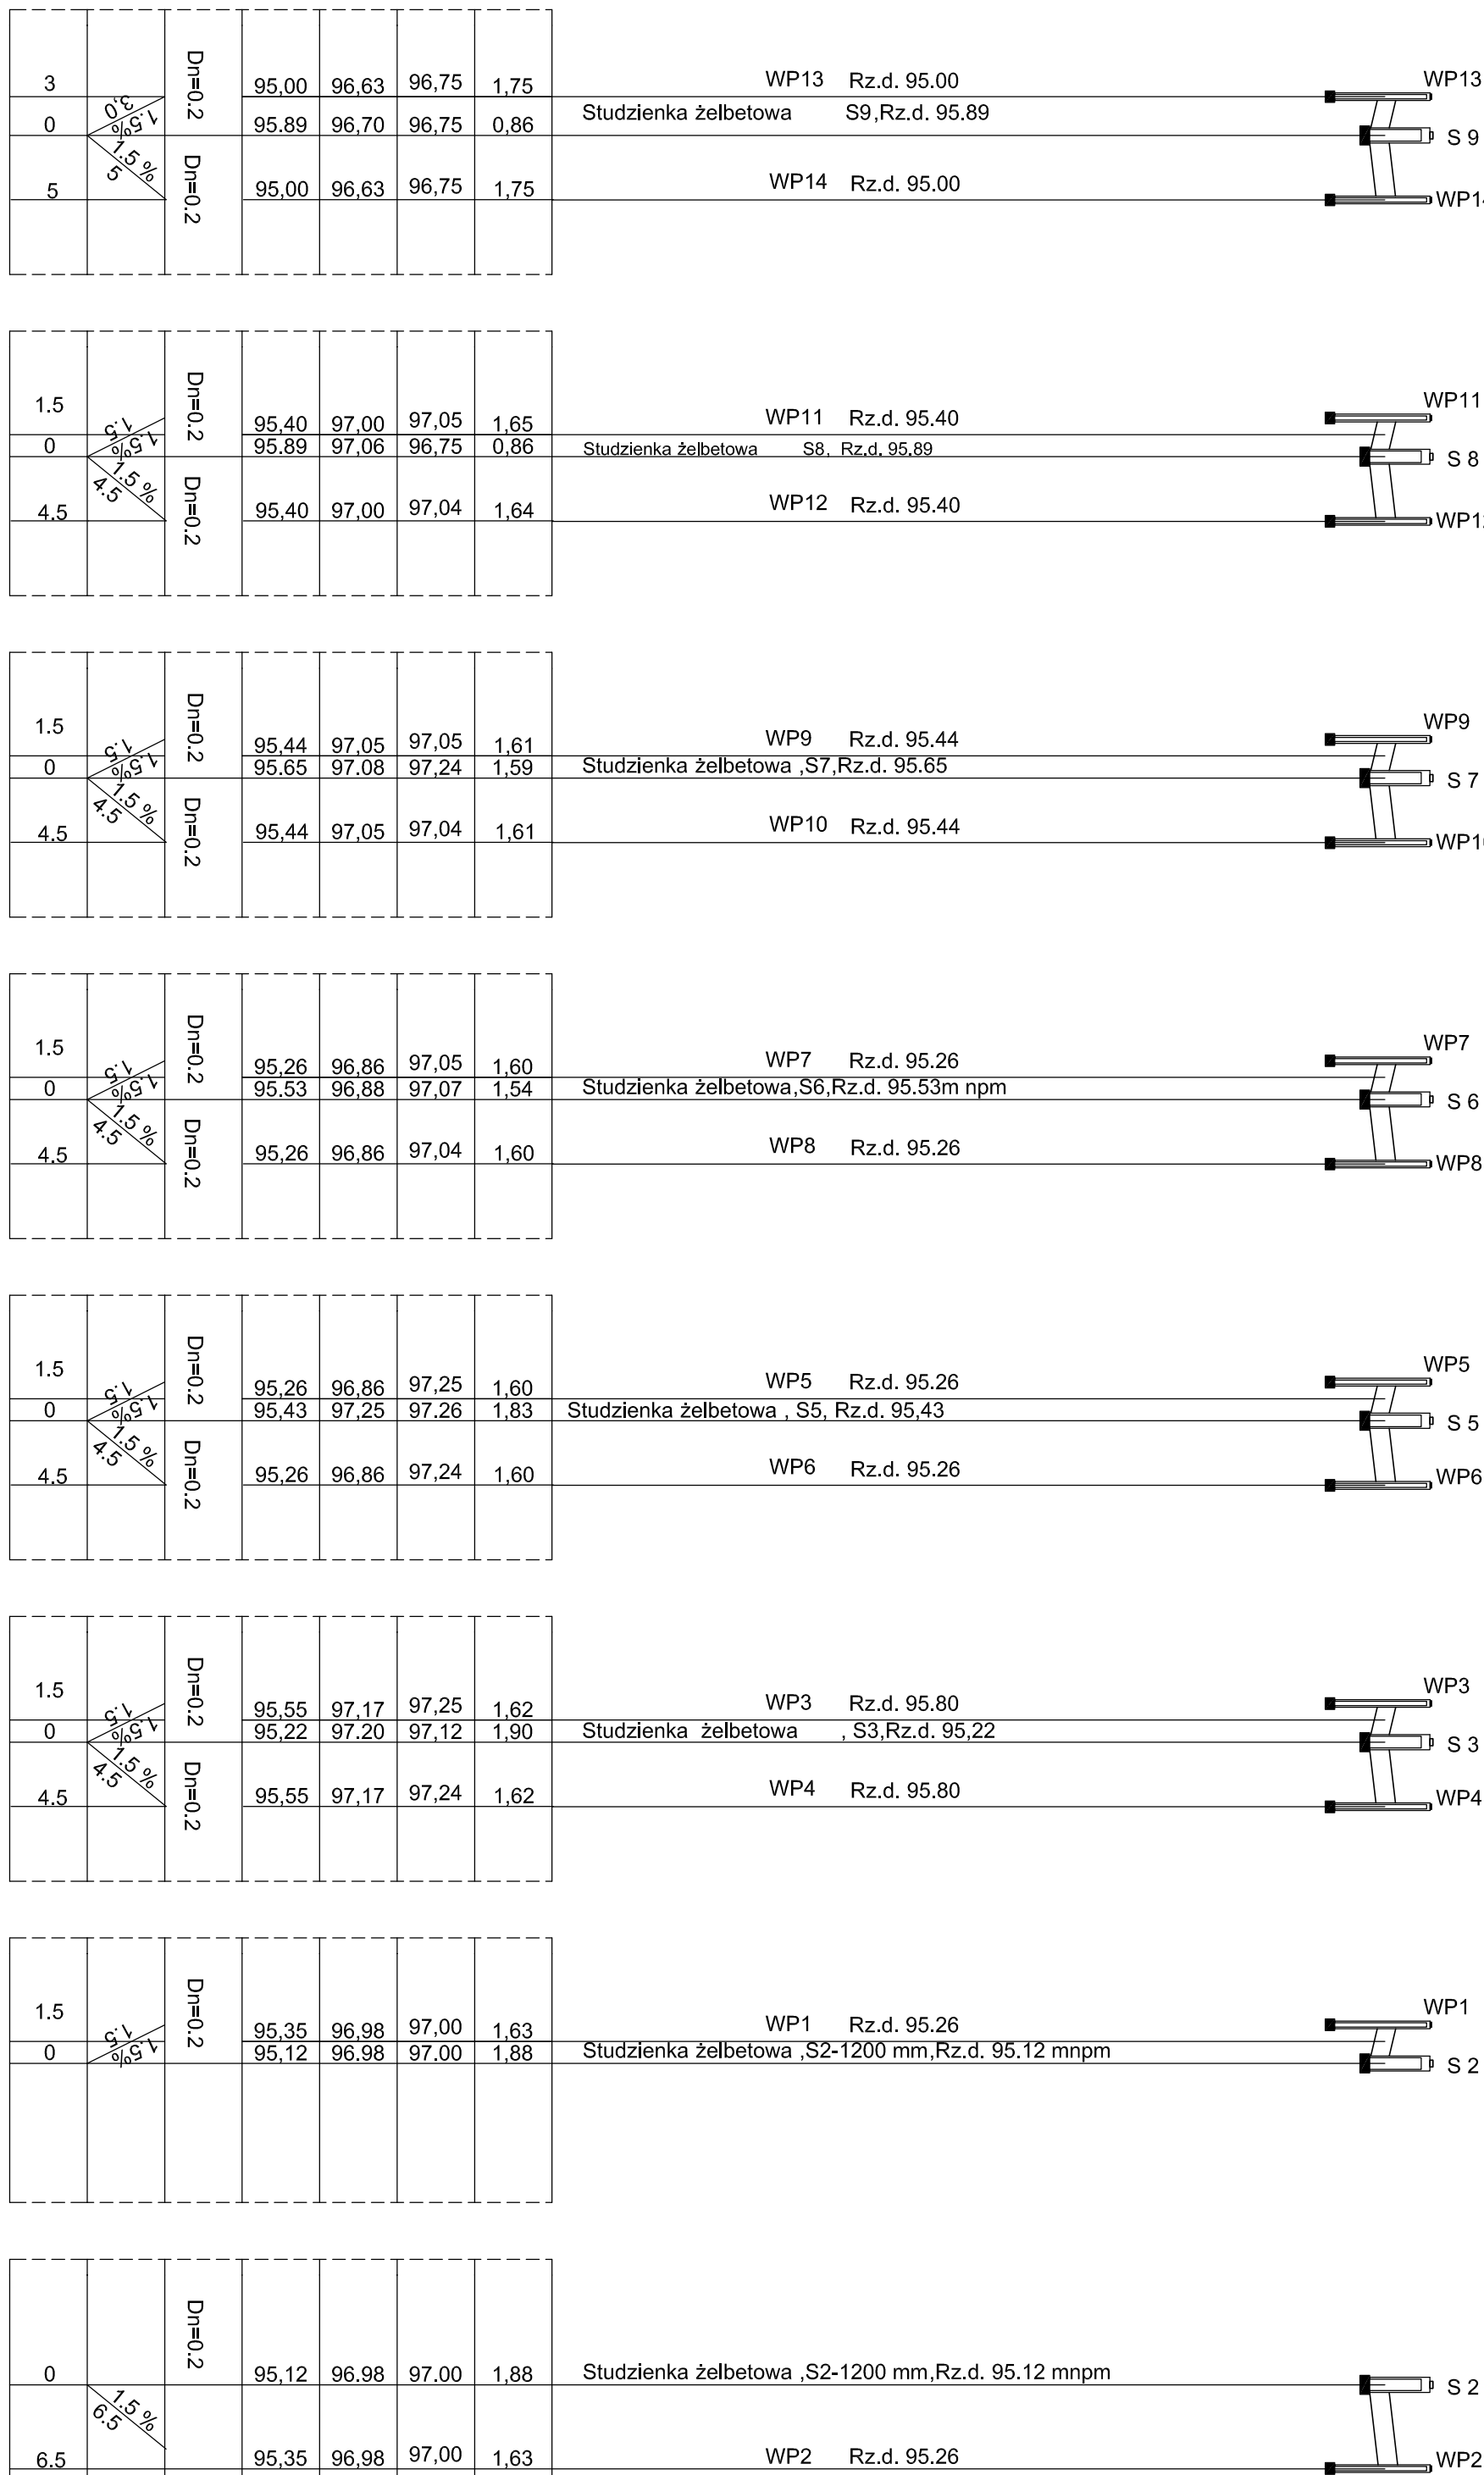 3 Dn=0.2 95,00 96,63 96,75 1,75 WP13 Rz.d. 95.00 WP13
3,0
1.5%
0 95.89 96,70 96,75 0,86 Studzienka żelbetowa S9,Rz.d. 95.89 S 9
1.5 %
5
5 Dn=0.2 95,00 96,63 96,75 1,75 WP14 Rz.d. 95.00
1.5 Dn=0.2 95,40 97,00 97,05 1,65 WP11 Rz.d. 95.40 WP11
1.5
1.5%
0 95.89 97,06 96,75 0,86 Studzienka żelbetowa S8, Rz.d. 95.89 S 8
1.5 %
4.5
4.5 Dn=0.2 95,40 97,00 97,04 1,64 WP12 Rz.d. 95.40
1.5 Dn=0.2 95,44 97,05 97,05 1,61 WP9 Rz.d. 95.44 WP9
1.5
1.5%
0 95.65 97.08 97,24 1,59 Studzienka żelbetowa ,S7,Rz.d. 95.65 S 7
1.5 %
4.5
4.5 Dn=0.2 95,44 97,05 97,04 1,61 WP10 Rz.d. 95.44
1.5 Dn=0.2 95,26 96,86 97,05 1,60 WP7 Rz.d. 95.26 WP7
1.5
1.5%
0 95.53 96,88 97,07 1,54 Studzienka żelbetowa,S6,Rz.d. 95.53m npm S 6
1.5 %
4.5
4.5 Dn=0.2 95,26 96,86 97,04 1,60 WP8 Rz.d. 95.26 WP8
1.5 Dn=0.2 95,26 96,86 97,25 1,60 WP5 Rz.d. 95.26 WP5
1.5
1.5%
0 95,43 97,25 97.26 1,83 Studzienka żelbetowa , S5, Rz.d. 95,43 S 5
1.5 %
4.5
4.5 Dn=0.2 95,26 96,86 97,24 1,60 WP6 Rz.d. 95.26 WP6
1.5 Dn=0.2 95,55 97,17 97,25 1,62 WP3 Rz.d. 95.80 WP3
1.5
1.5%
0 95,22 97.20 97,12 1,90 Studzienka żelbetowa , S3,Rz.d. 95,22 S 3
1.5 %
4.5
4.5 Dn=0.2 95,55 97,17 97,24 1,62 WP4 Rz.d. 95.80 WP4
1.5 Dn=0.2 95,35 96,98 97,00 1,63 WP1 Rz.d. 95.26 WP1
1.5
1.5%
0 95,12 96.98 97.00 1,88 Studzienka żelbetowa ,S2-1200 mm,Rz.d. 95.12 mnpm S 2
Dn=0.2
0 95,12 96.98 97.00 1,88 Studzienka żelbetowa ,S2-1200 mm,Rz.d. 95.12 mnpm S 2
1.5 %
6.5
6.5 95,35 96,98 97,00 1,63 WP2 Rz.d. 95.26 WP2